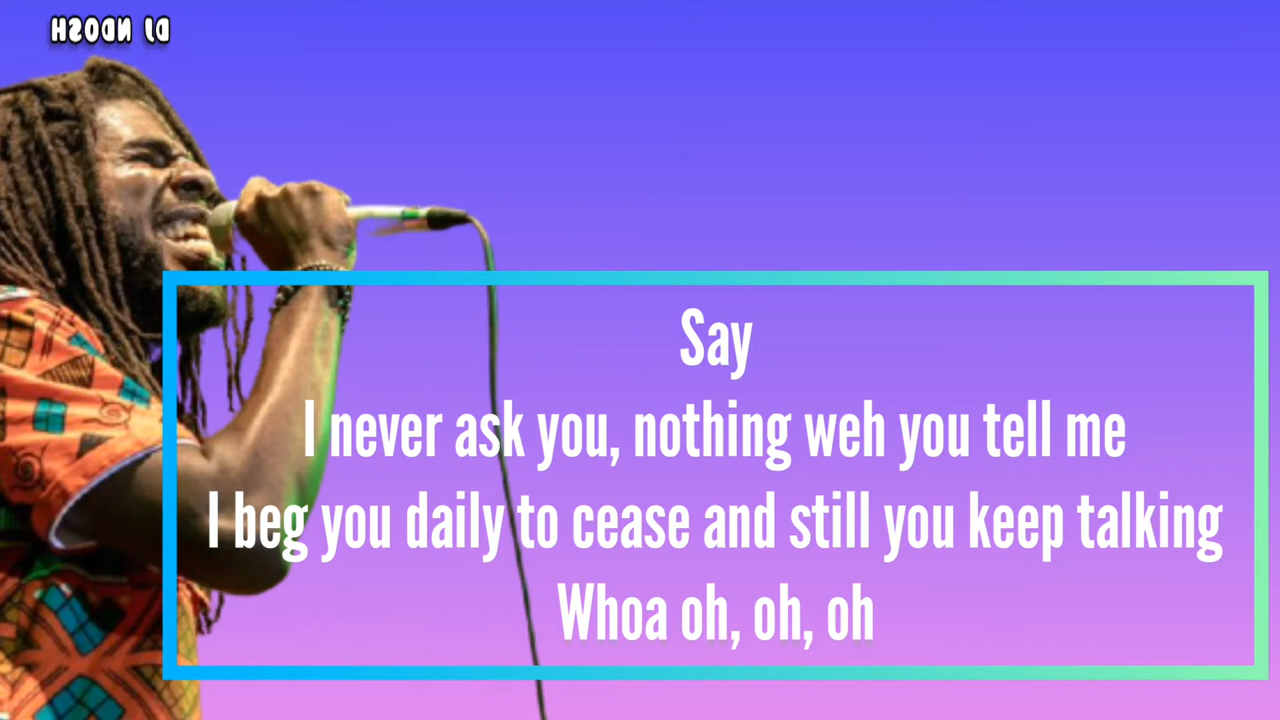 DJ NDOSH
Say
I never ask you, nothing weh you tell me
I beg you daily to cease and still you keep talking
Whoa oh, oh, oh